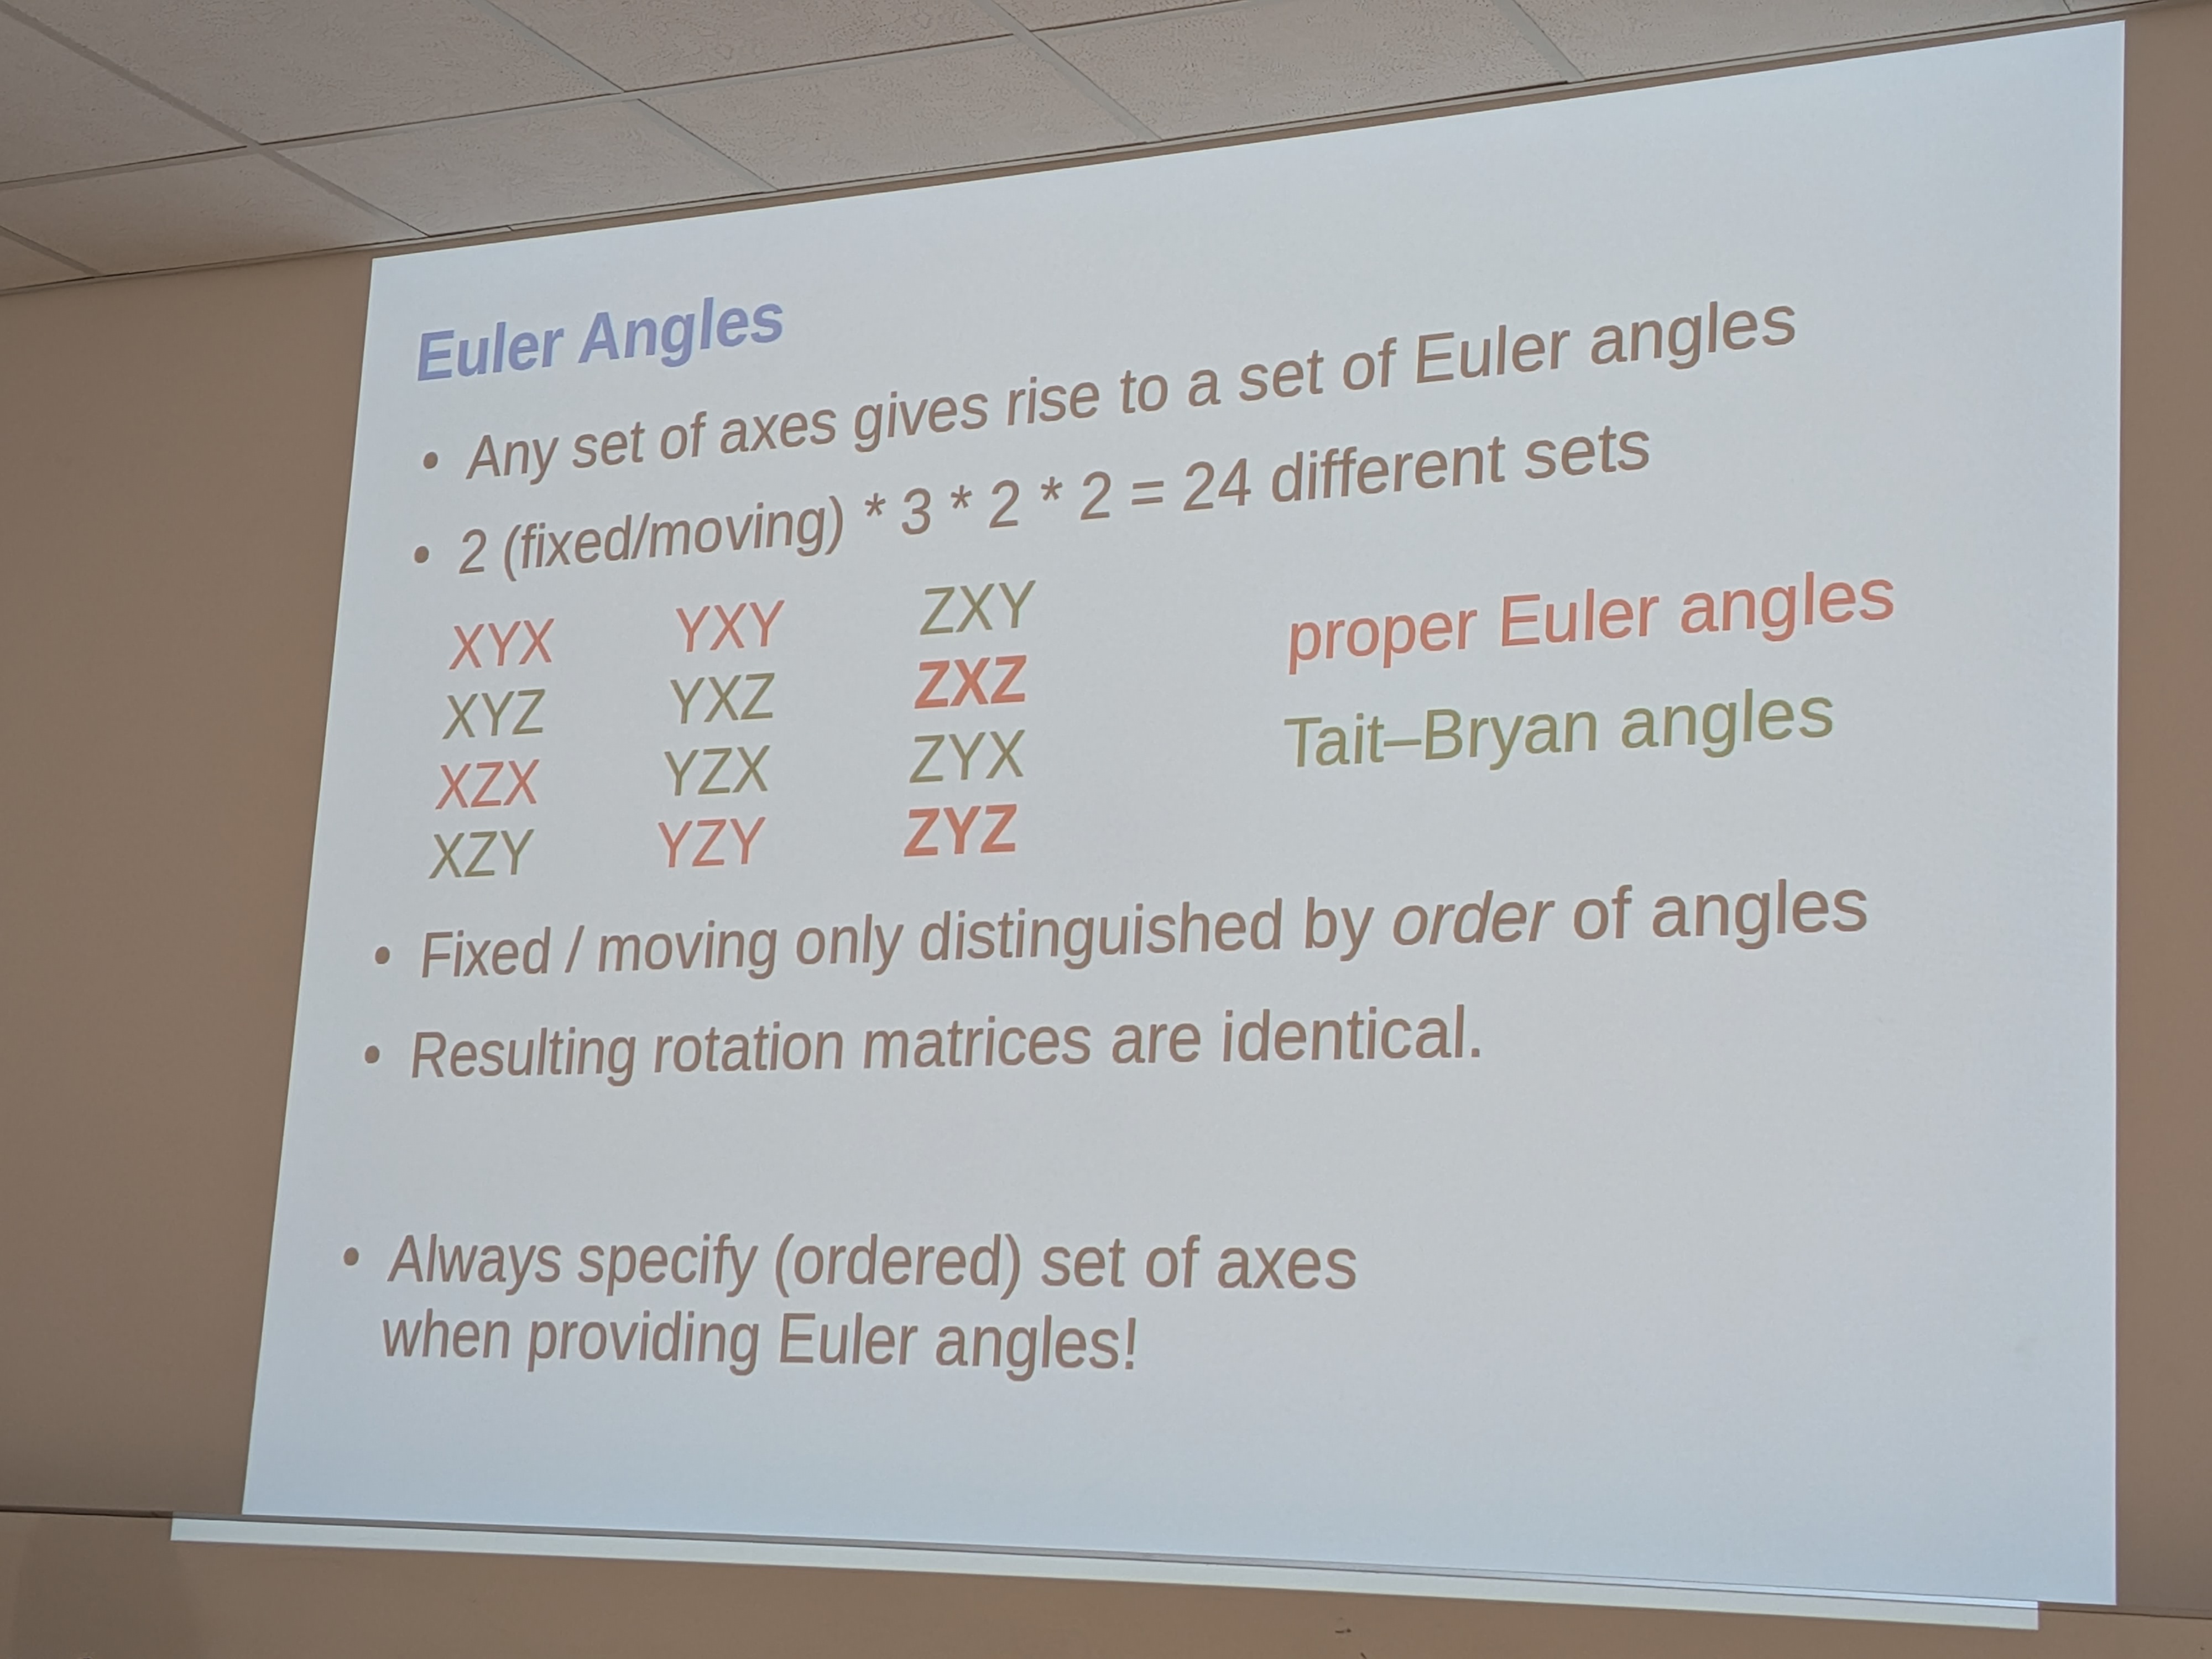 Euler Angles
• Any set of axes gives rise to a set of Euler angles
• 2 (fixed/moving) * 3 * 2 * 2 = 24 different sets
XYX YXY ZXY proper Euler angles
XYZ YXZ ZXZ Tait–Bryan angles
XZX YZX ZYX
XZY YZY ZYZ
• Fixed / moving only distinguished by order of angles
• Resulting rotation matrices are identical.
• Always specify (ordered) set of axes
when providing Euler angles!